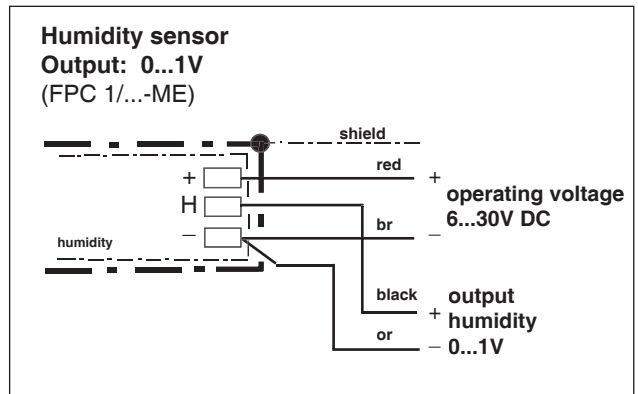 Humidity sensor
Output: 0...1V
(FPC 1/...-ME)
shield
red
+
+
operating voltage
6...30V DC
H
br
−
−
humidity
black
+
output
humidity
0...1V
or
−